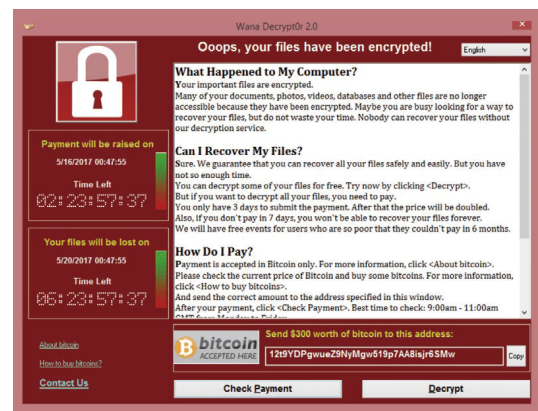 Wana Decrypt0r 2.0
Ooops, your files have been encrypted!
English
What Happened to My Computer?
Your important files are encrypted.
Many of your documents, photos, videos, databases and other files are no longer
accessible because they have been encrypted. Maybe you are busy looking for a way to
recover your files, but do not waste your time. Nobody can recover your files without
our decryption service.
Can I Recover My Files?
Sure. We guarantee that you can recover all your files safely and easily. But you have
not so enough time.
You can decrypt some of your files for free. Try now by clicking <Decrypt>.
But if you want to decrypt all your files, you need to pay.
You only have 3 days to submit the payment. After that the price will be doubled.
Also, if you don't pay in 7 days, you won't be able to recover your files forever.
We will have free events for users who are so poor that they couldn't pay in 6 months.
How Do I Pay?
Payment is accepted in Bitcoin only. For more information, click <About bitcoin>.
Please check the current price of Bitcoin and buy some bitcoins. For more information,
click <How to buy bitcoins>.
And send the correct amount to the address specified in this window.
After your payment, click <Check Payment>. Best time to check: 9:00am - 11:00am
GMT from Monday to Friday.
Payment will be raised on
5/16/2017 00:47:55
Time Left
02:23:57:37
Your files will be lost on
5/20/2017 00:47:55
Time Left
06:23:57:37
About bitcoin
How to buy bitcoins?
Contact Us
bitcoin
ACCEPTED HERE
Send $300 worth of bitcoin to this address:
12t9YDPgwueZ9NyMgw519p7AA8isjr6SMw
Copy
Check Payment
Decrypt